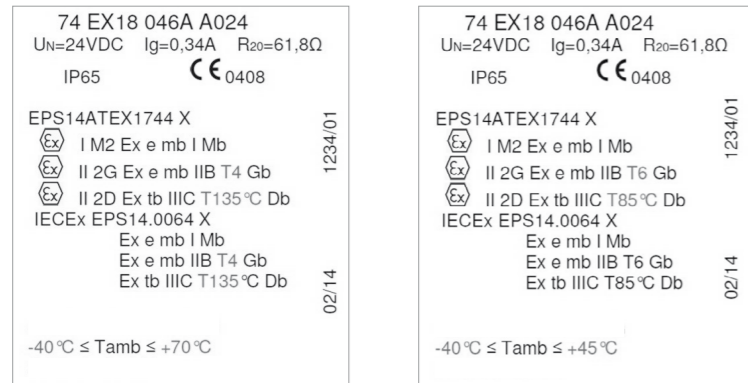 74 EX18 046A A024
UN=24VDC Ig=0,34A R20=61,8Ω
IP65 CE 0408
EPS14ATEX1744 X
Ex I M2 Ex e mb I Mb
Ex II 2G Ex e mb IIB T4 Gb
Ex II 2D Ex tb IIIC T135°C Db
IECEx EPS14.0064 X
Ex e mb I Mb
Ex e mb IIB T4 Gb
Ex tb IIIC T135°C Db
-40°C ≤ Tamb ≤ +70°C
1234/01
02/14
74 EX18 046A A024
UN=24VDC Ig=0,34A R20=61,8Ω
IP65 CE 0408
EPS14ATEX1744 X
Ex I M2 Ex e mb I Mb
Ex II 2G Ex e mb IIB T6 Gb
Ex II 2D Ex tb IIIC T85°C Db
IECEx EPS14.0064 X
Ex e mb I Mb
Ex e mb IIB T6 Gb
Ex tb IIIC T85°C Db
-40°C ≤ Tamb ≤ +45°C
1234/01
02/14